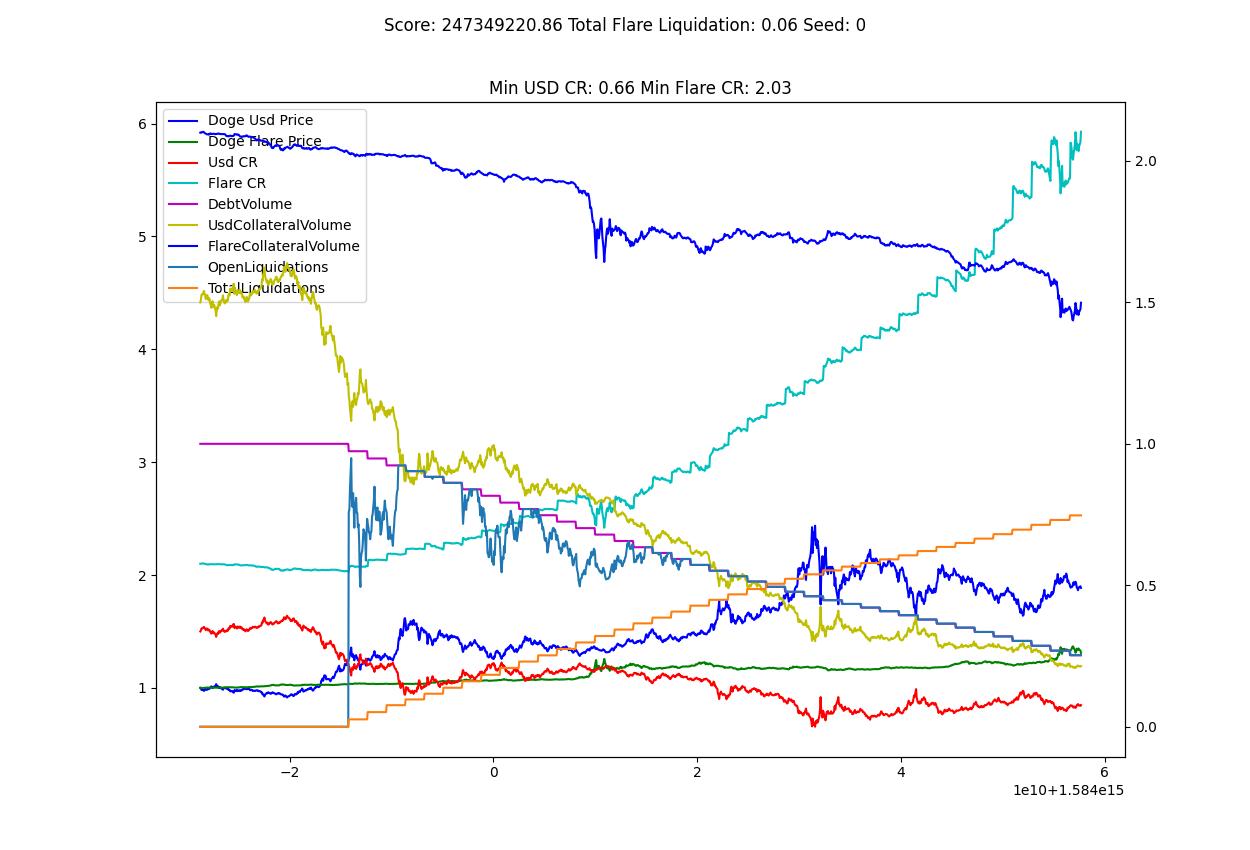 Score: 247349220.86 Total Flare Liquidation: 0.06 Seed: 0
Min USD CR: 0.66 Min Flare CR: 2.03
Doge Usd Price
Doge Flare Price
Usd CR
Flare CR
DebtVolume
UsdCollateralVolume
FlareCollateralVolume
OpenLiquidations
TotalLiquidations
6
5
4
3
2
1
2.0
1.5
1.0
0.5
0.0
−2
0
2
4
6
1e10+1.584e15